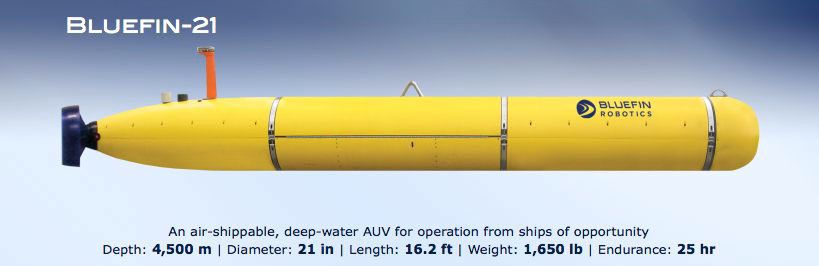 BLUEFIN-21
BLUEFIN
ROBOTICS
An air-shippable, deep-water AUV for operation from ships of opportunity
Depth: 4,500 m | Diameter: 21 in | Length: 16.2 ft | Weight: 1,650 lb | Endurance: 25 hr